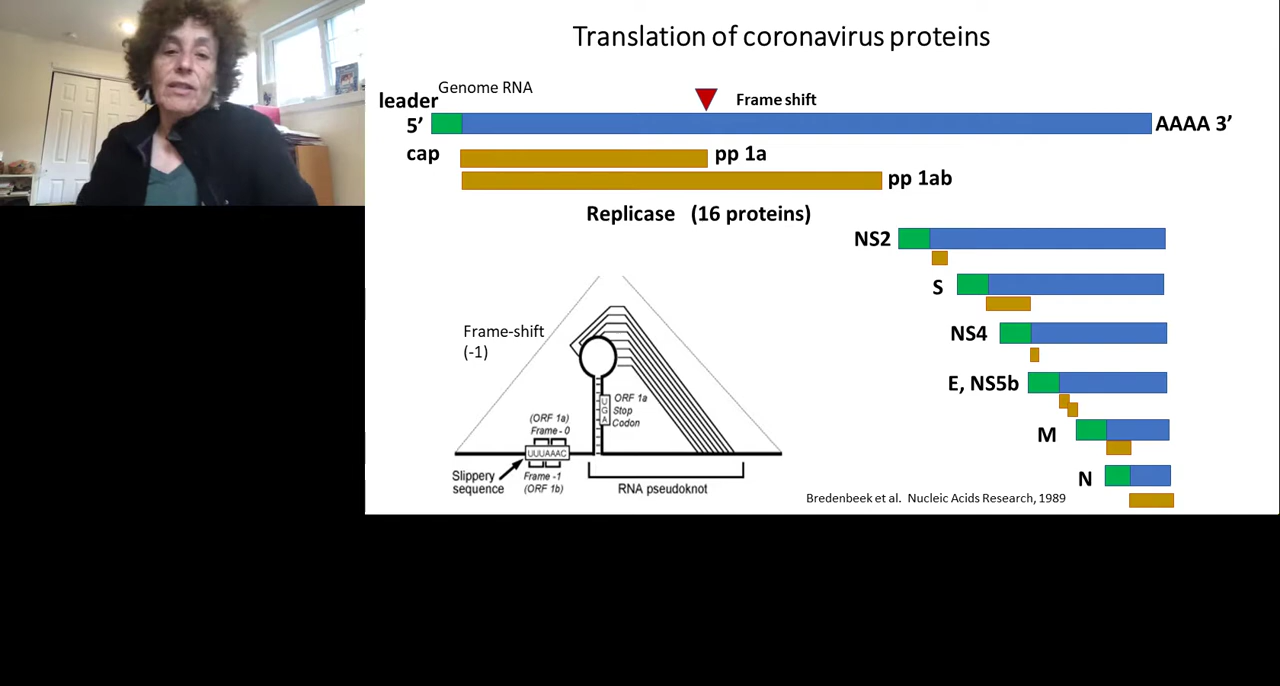 Translation of coronavirus proteins
Genome RNA
leader
Frame shift
5’
AAAA 3’
cap
pp 1a
pp 1ab
Replicase (16 proteins)
NS2
S
NS4
E, NS5b
M
N
Frame-shift
(-1)
UGA
ORF 1a
Stop
Codon
(ORF 1a)
Frame - 0
UUUAAAC
Slippery
sequence
Frame -1
(ORF 1b)
RNA pseudoknot
Bredenbeek et al. Nucleic Acids Research, 1989